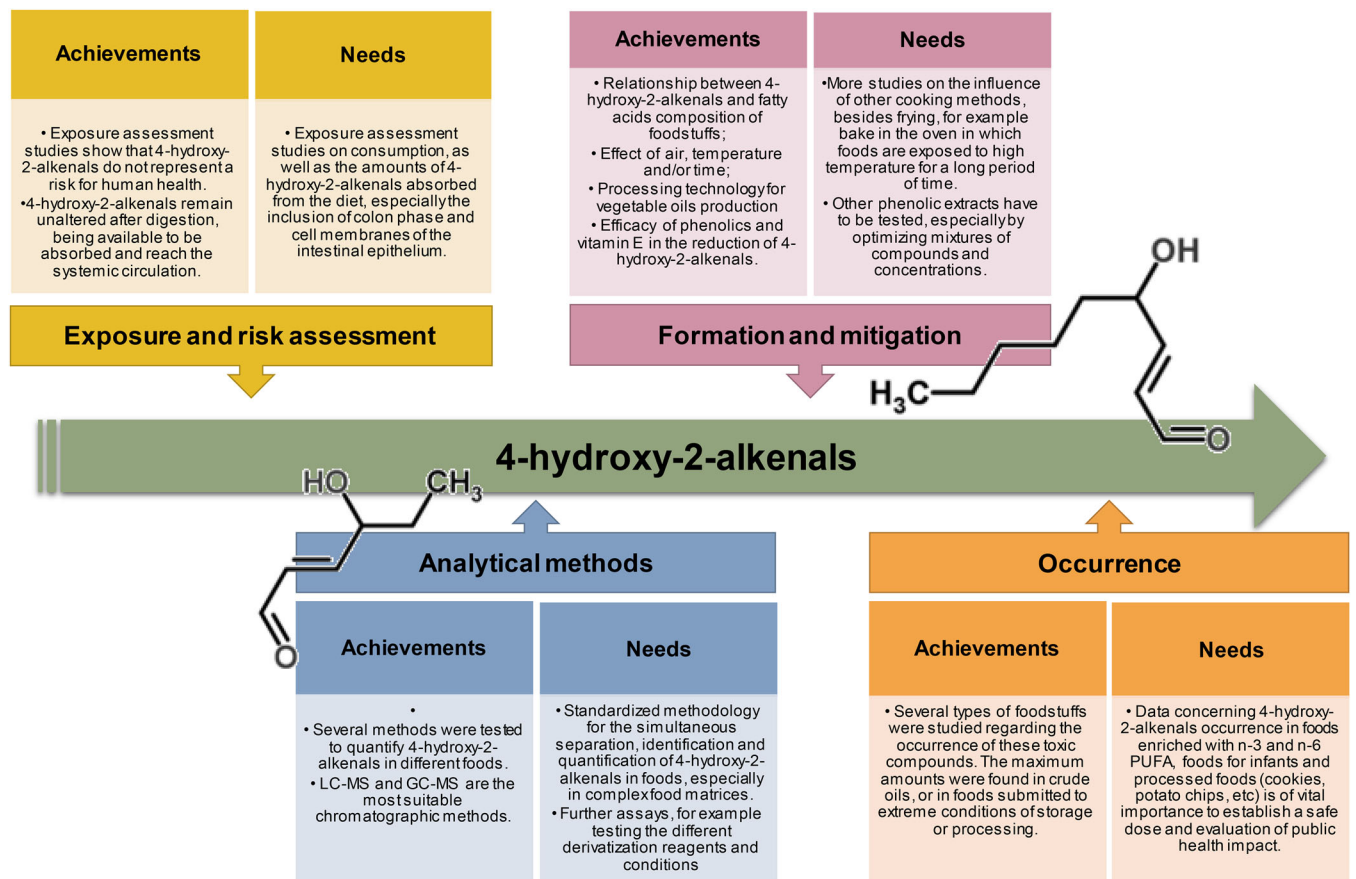 Achievements
Needs
• Exposure assessment
studies show that 4-hydroxy-
2-alkenals do not represent a
risk for human health.
•4-hydroxy-2-alkenals remain
unaltered after digestion,
being available to be
absorbed and reach the
systemic circulation.
• Exposure assessment
studies on consumption, as
well as the amounts of 4-
hydroxy-2-alkenals absorbed
from the diet, especially the
inclusion of colon phase and
cell membranes of the
intestinal epithelium.
Exposure and risk assessment
Achievements
Needs
• Relationship between 4-
hydroxy-2-alkenals and fatty
acids composition of
foodstuffs;
• Effect of air, temperature
and/or time;
• Processing technology for
vegetable oils production
• Efficacy of phenolics and
vitamin E in the reduction of 4-
hydroxy-2-alkenals.
•More studies on the influence
of other cooking methods,
besides frying, for example
bake in the oven in which
foods are exposed to high
temperature for a long period
of time.
• Other phenolic extracts have
to be tested, especially by
optimizing mixtures of
compounds and
concentrations.
Formation and mitigation
OH
H3C
O
4-hydroxy-2-alkenals
HO
CH3
O
Analytical methods
Achievements
Needs
•
• Several methods were tested
to quantify 4-hydroxy-2-
alkenals in different foods.
• LC-MS and GC-MS are the
most suitable
chromatographic methods.
• Standardized methodology
for the simultaneous
separation, identification and
quantification of 4-hydroxy-2-
alkenals in foods, especially
in complex food matrices.
• Further assays, for example
testing the different
derivatization reagents and
conditions
Occurrence
Achievements
Needs
• Several types of foodstuffs
were studied regarding the
occurrence of these toxic
compounds. The maximum
amounts were found in crude
oils, or in foods submitted to
extreme conditions of storage
or processing.
• Data concerning 4-hydroxy-
2-alkenals occurrence in foods
enriched with n-3 and n-6
PUFA, foods for infants and
processed foods (cookies,
potato chips, etc) is of vital
importance to establish a safe
dose and evaluation of public
health impact.